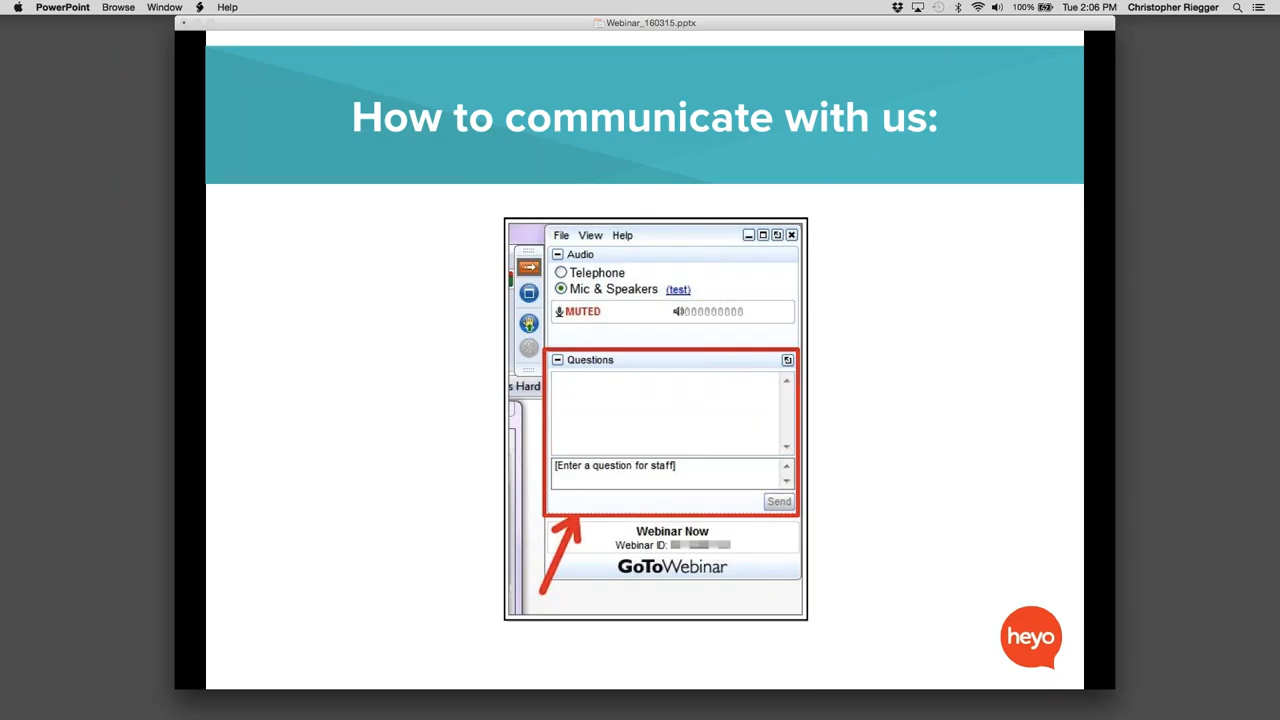 PowerPoint Browse Window Help 100% Tue 2:06 PM Christopher Riegger
Webinar_160315.pptx
How to communicate with us:
File View Help
Audio
Telephone
Mic & Speakers (test)
MUTED
s Hard
Questions
[Enter a question for staff]
Send
Webinar Now
Webinar ID:
GoToWebinar
heyo